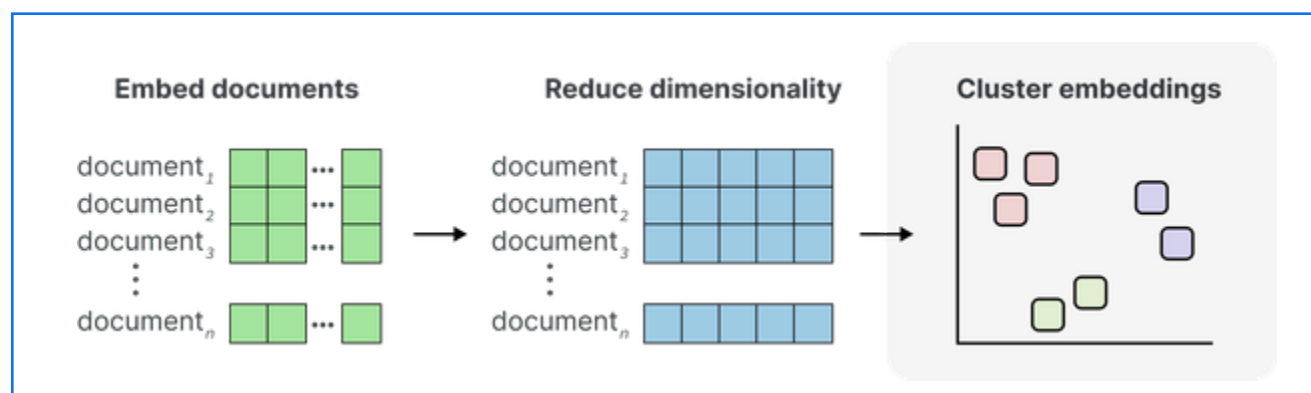 Embed documents
document1
document2
document3
⋮
documentn
...
...
...
...
Reduce dimensionality
document1
document2
document3
⋮
documentn
Cluster embeddings